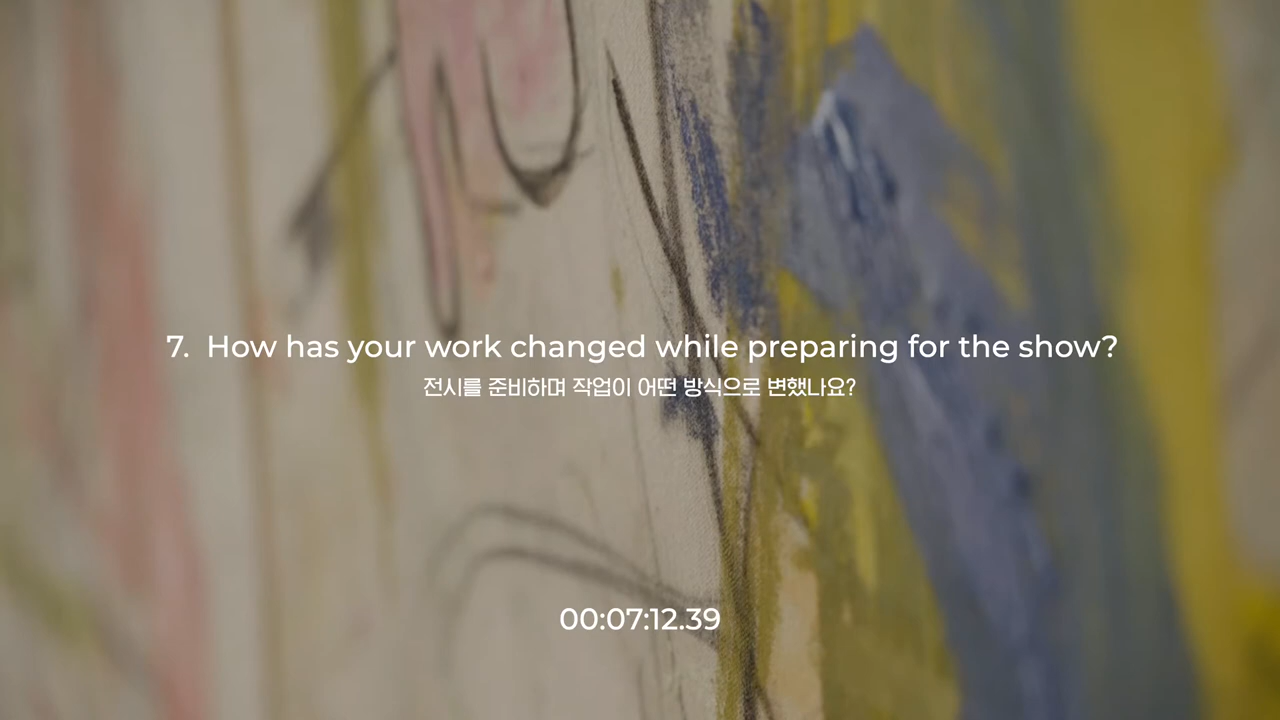 7. How has your work changed while preparing for the show?
전시를 준비하며 작업이 어떤 방식으로 변했나요?
00:07:12.39